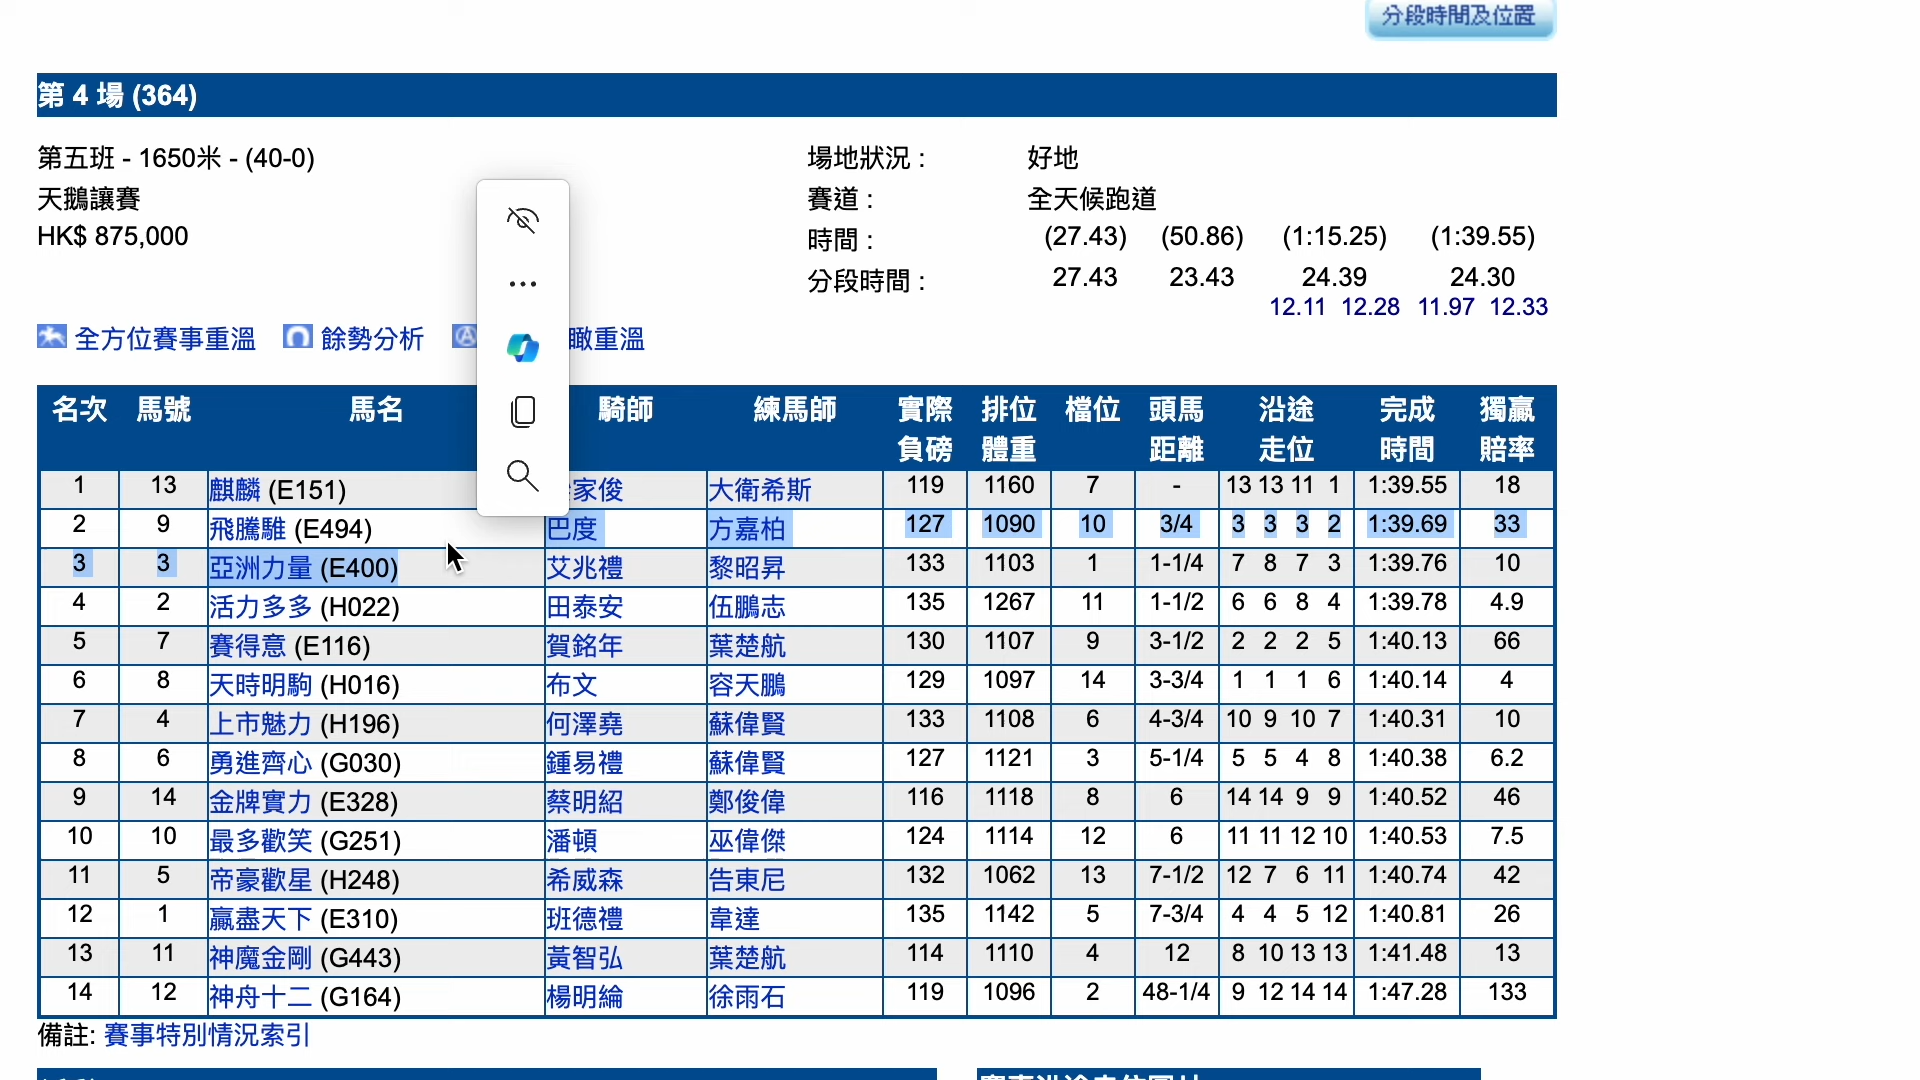 分段時間及位置
第 4 場 (364)
第五班 - 1650米 - (40-0) 場地狀況 : 好地
天鵝讓賽 賽道 : 全天候跑道
HK$ 875,000 時間 : (27.43) (50.86) (1:15.25) (1:39.55)
分段時間 : 27.43 23.43 24.39 24.30
12.11 12.28 11.97 12.33
全方位賽事重溫 餘勢分析 瞰重溫
名次 馬號 馬名 騎師 練馬師 實際負磅 排位體重 檔位 頭馬距離 沿途走位 完成時間 獨贏賠率
1 13 麒麟 (E151) 家俊 大衛希斯 119 1160 7 - 13 13 11 1 1:39.55 18
2 9 飛騰騅 (E494) 巴度 方嘉柏 127 1090 10 3/4 3 3 3 2 1:39.69 33
3 3 亞洲力量 (E400) 艾兆禮 黎昭昇 133 1103 1 1-1/4 7 8 7 3 1:39.76 10
4 2 活力多多 (H022) 田泰安 伍鵬志 135 1267 11 1-1/2 6 6 8 4 1:39.78 4.9
5 7 賽得意 (E116) 賀銘年 葉楚航 130 1107 9 3-1/2 2 2 2 5 1:40.13 66
6 8 天時明駒 (H016) 布文 容天鵬 129 1097 14 3-3/4 1 1 1 6 1:40.14 4
7 4 上市魅力 (H196) 何澤堯 蘇偉賢 133 1108 6 4-3/4 10 9 10 7 1:40.31 10
8 6 勇進齊心 (G030) 鍾易禮 蘇偉賢 127 1121 3 5-1/4 5 5 4 8 1:40.38 6.2
9 14 金牌實力 (E328) 蔡明紹 鄭俊偉 116 1118 8 6 14 14 9 9 1:40.52 46
10 10 最多歡笑 (G251) 潘頓 巫偉傑 124 1114 12 6 11 11 12 10 1:40.53 7.5
11 5 帝豪歡星 (H248) 希威森 告東尼 132 1062 13 7-1/2 12 7 6 11 1:40.74 42
12 1 贏盡天下 (E310) 班德禮 韋達 135 1142 5 7-3/4 4 4 5 12 1:40.81 26
13 11 神魔金剛 (G443) 黃智弘 葉楚航 114 1110 4 12 8 10 13 13 1:41.48 13
14 12 神舟十二 (G164) 楊明綸 徐雨石 119 1096 2 48-1/4 9 12 14 14 1:47.28 133
備註: 賽事特別情況索引